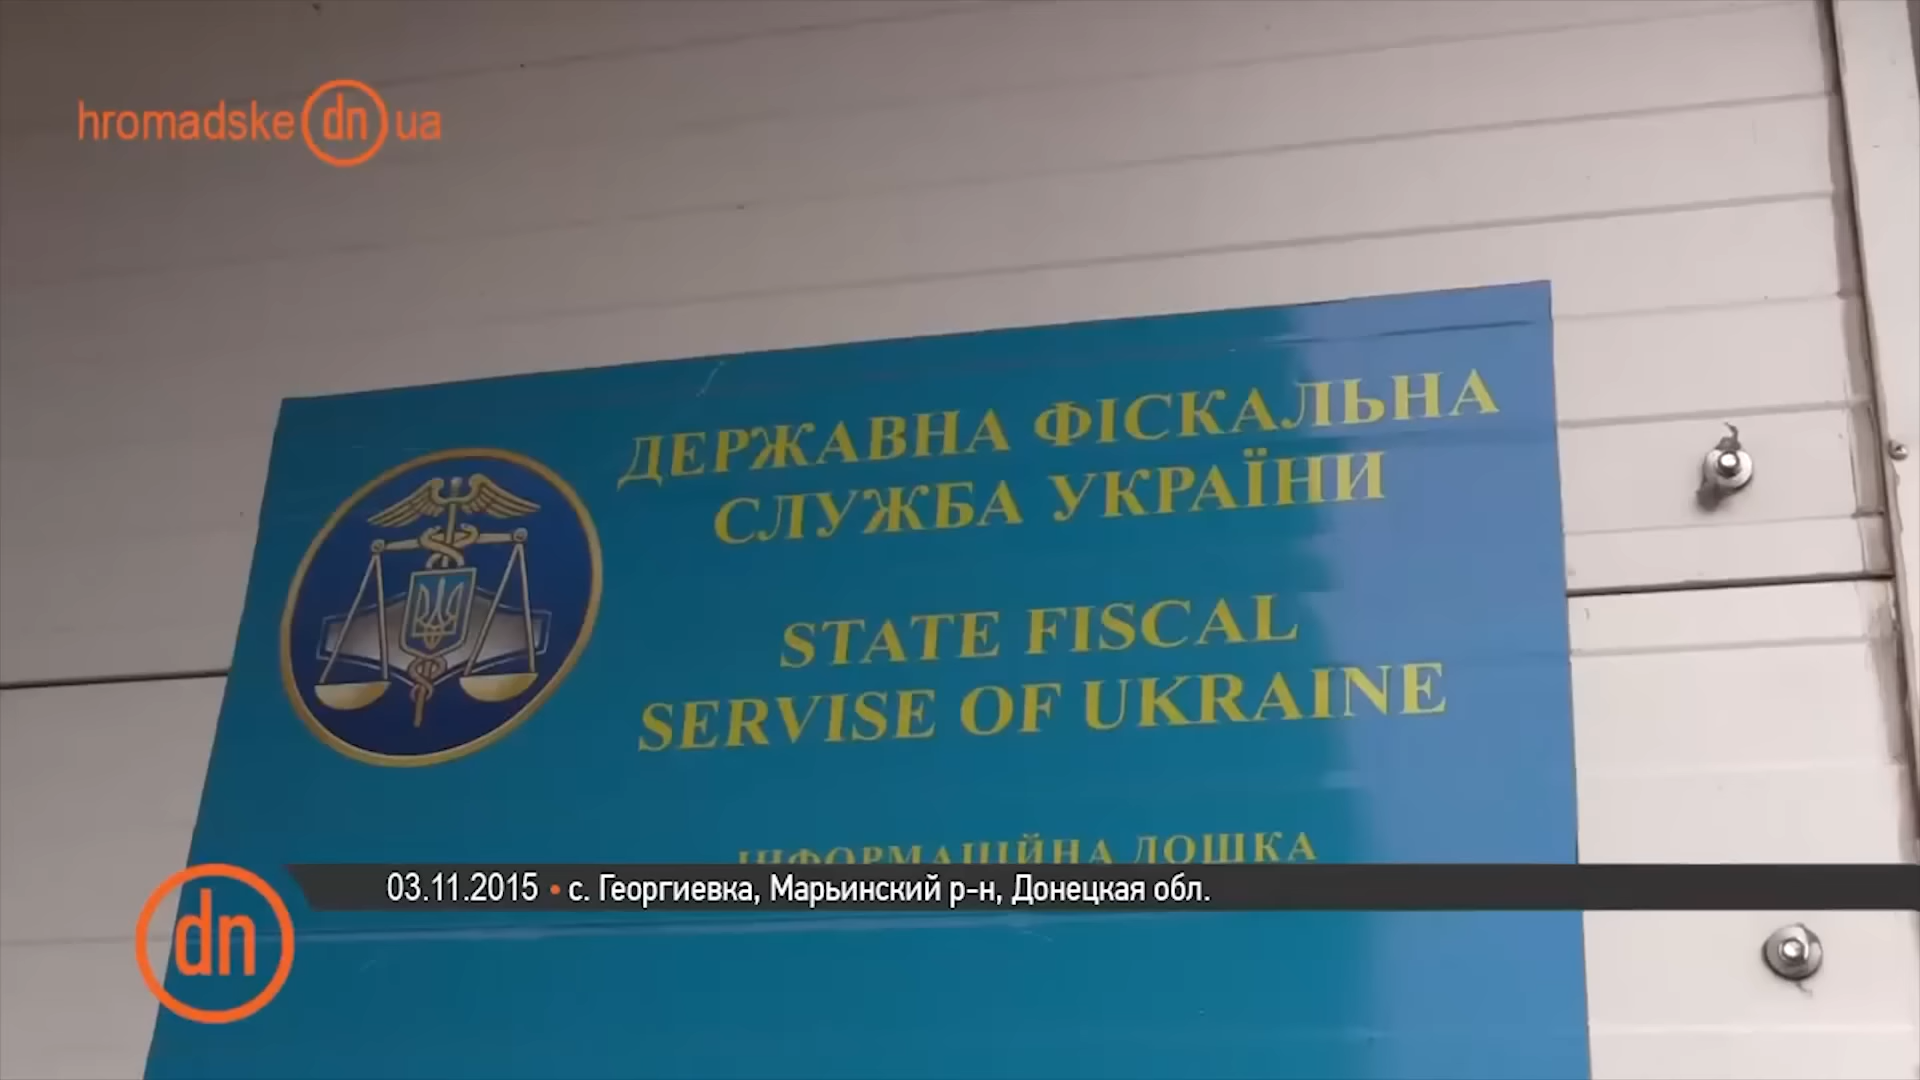 hromadske dn ua
ДЕРЖАВНА ФІСКАЛЬНА
СЛУЖБА УКРАЇНИ
STATE FISCAL
SERVISE OF UKRAINE
ІНФОРМАЦІЙНА ДОШКА
03.11.2015 • с. Георгиевка, Марьинский р-н, Донецкая обл.
dn